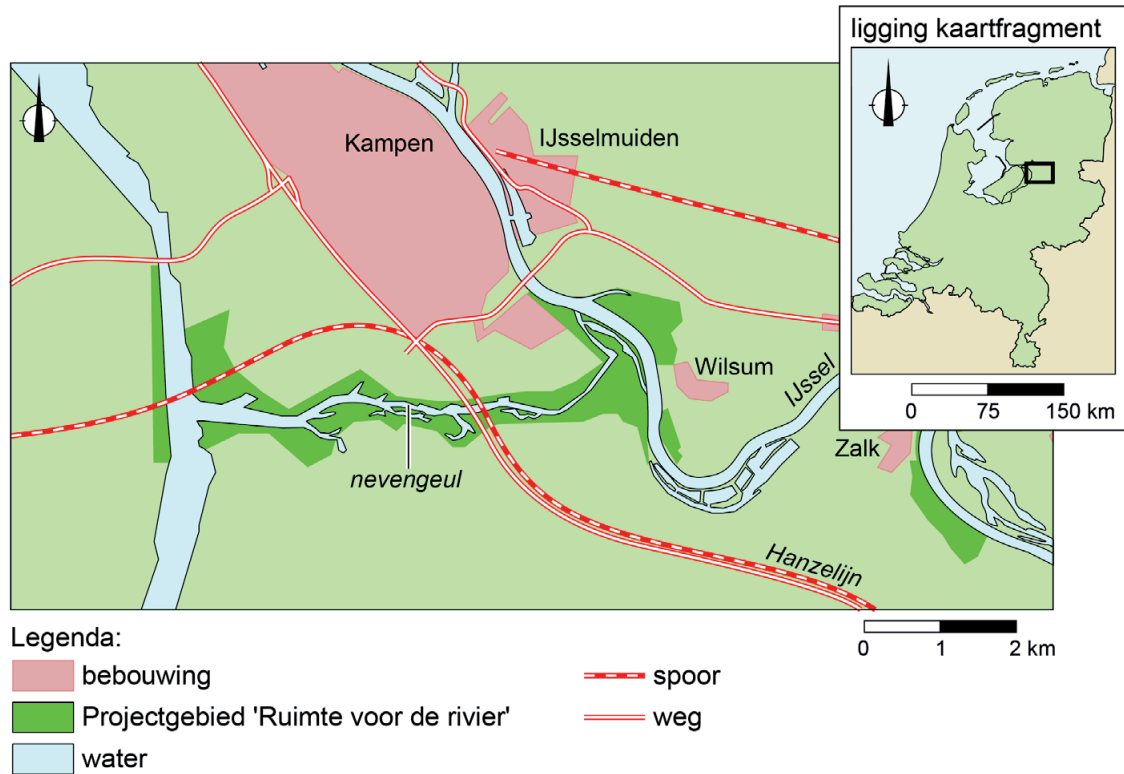 ligging kaartfragment
0 75 150 km
Kampen
IJsselmuiden
Wilsum
IJssel
Zalk
nevengeul
Hanzelijn
0 1 2 km
Legenda:
bebouwing
Projectgebied 'Ruimte voor de rivier'
water
spoor
weg